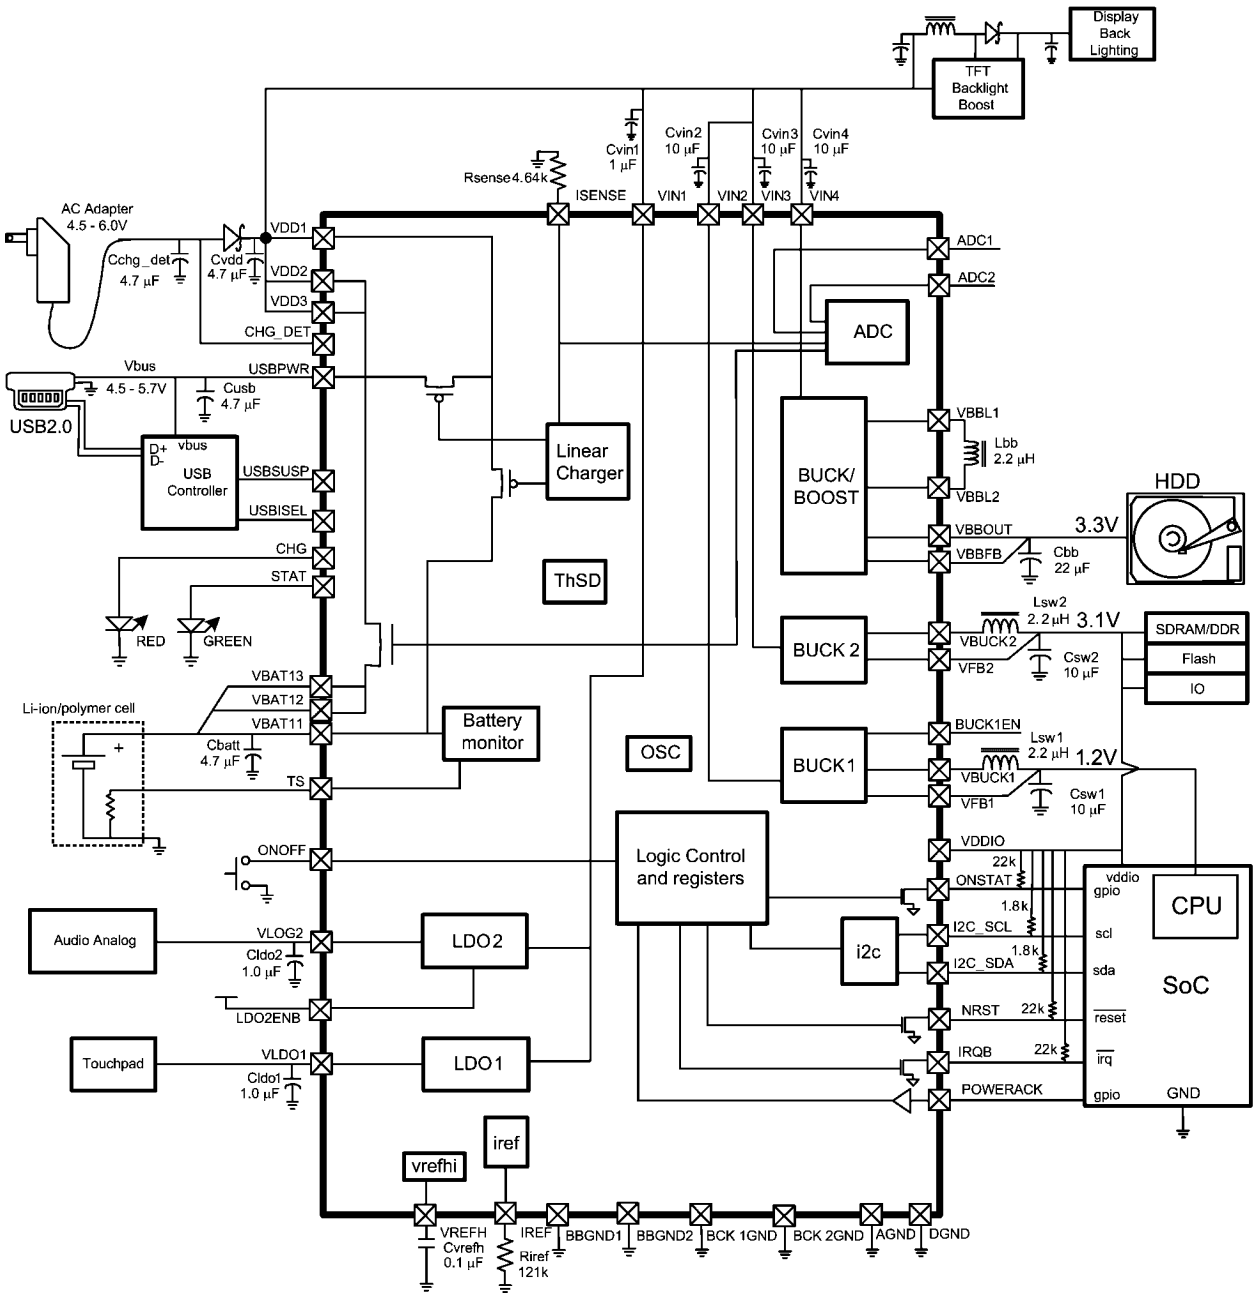 Display
Back
Lighting
TFT
Backlight
Boost
Cvin1
1 µF
Cvin2
10 µF
Cvin3
10 µF
Cvin4
10 µF
Rsense4.64k
ISENSE
VIN1
VIN2
VIN3
VIN4
AC Adapter
4.5 - 6.0V
Cchg_det
4.7 µF
Cvdd
4.7 µF
VDD1
VDD2
VDD3
CHG_DET
ADC1
ADC2
ADC
Vbus
4.5 - 5.7V
USBPWR
Cusb
4.7 µF
USB2.0
D+
D-
vbus
USB
Controller
USBSUSP
USBISEL
Linear
Charger
BUCK/
BOOST
VBBL1
Lbb
2.2 µH
VBBL2
HDD
VBBOUT
3.3V
VBBFB
Cbb
22 µF
CHG
STAT
RED
GREEN
ThSD
Lsw2
2.2 µH
3.1V
VBUCK2
VFB2
Csw2
10 µF
BUCK 2
SDRAM/DDR
Flash
IO
VBAT13
VBAT12
VBAT11
Li-ion/polymer cell
+
Cbatt
4.7 µF
TS
Battery
monitor
OSC
BUCK1
BUCK1EN
Lsw1
2.2 µH
1.2V
VBUCK1
VFB1
Csw1
10 µF
ONOFF
Logic Control
and registers
VDDIO
22k
ONSTAT
1.8k
I2C_SCL
1.8k
I2C_SDA
i2c
NRST
22k
IRQB
22k
POWERACK
vddio
gpio
CPU
scl
sda
SoC
reset
irq
gpio
GND
Audio Analog
VLOG2
Cldo2
1.0 µF
LDO2
LDO2ENB
Touchpad
VLDO1
Cldo1
1.0 µF
LDO1
vrefhi
iref
VREFH
Cvrefh
0.1 µF
IREF
Riref
121k
BBGND1
BBGND2
BCK 1GND
BCK 2GND
AGND
DGND